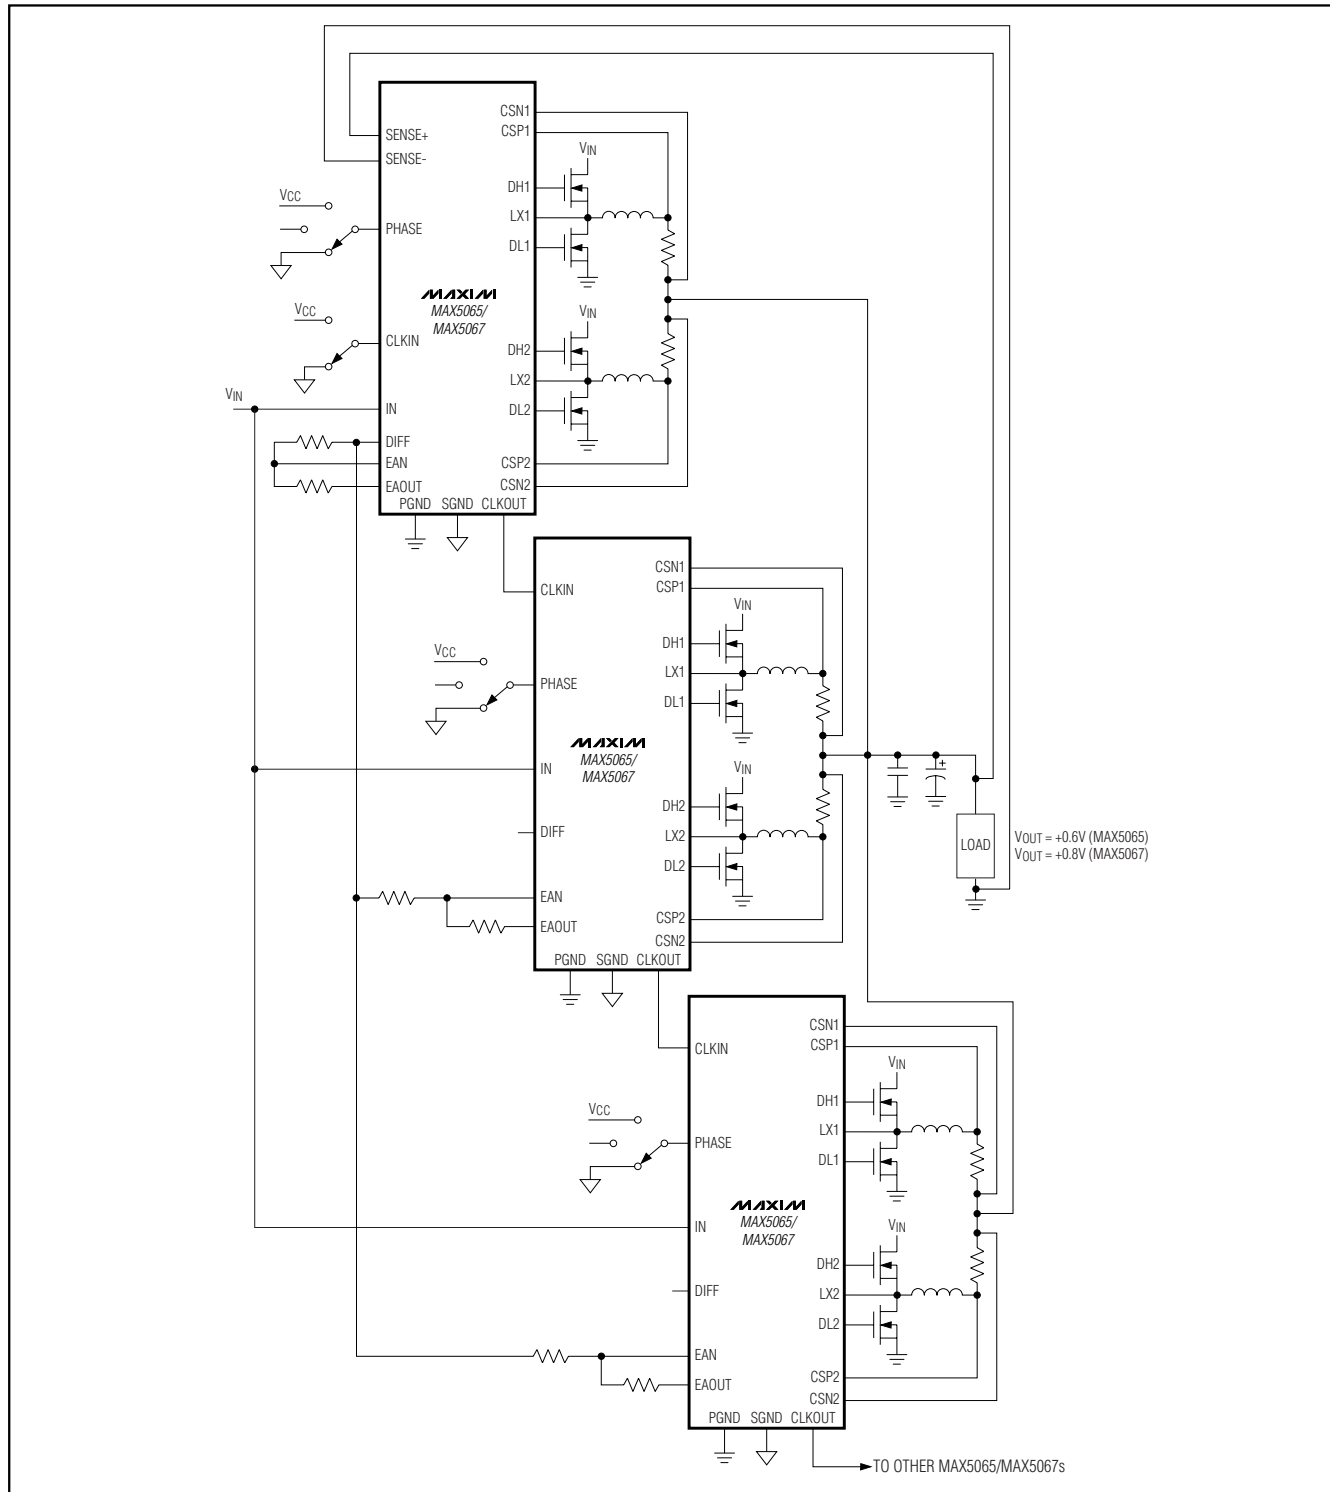 CSN1
CSP1
SENSE+
SENSE-
VIN
DH1
VCC
LX1
PHASE
DL1
MAXIM
MAX5065/
MAX5067
VCC
VIN
CLKIN
DH2
LX2
VIN
IN
DL2
DIFF
EAN
CSP2
EAOUT
CSN2
PGND SGND CLKOUT
CSN1
CLKIN
CSP1
VIN
DH1
VCC
LX1
PHASE
DL1
MAXIM
MAX5065/
MAX5067
IN
VIN
DH2
DIFF
LX2
DL2
LOAD
VOUT = +0.6V (MAX5065)
VOUT = +0.8V (MAX5067)
EAN
CSP2
EAOUT
CSN2
PGND SGND CLKOUT
CSN1
CLKIN
CSP1
VIN
DH1
VCC
LX1
PHASE
DL1
MAXIM
MAX5065/
MAX5067
IN
VIN
DH2
DIFF
LX2
DL2
EAN
CSP2
EAOUT
CSN2
PGND SGND CLKOUT
TO OTHER MAX5065/MAX5067s